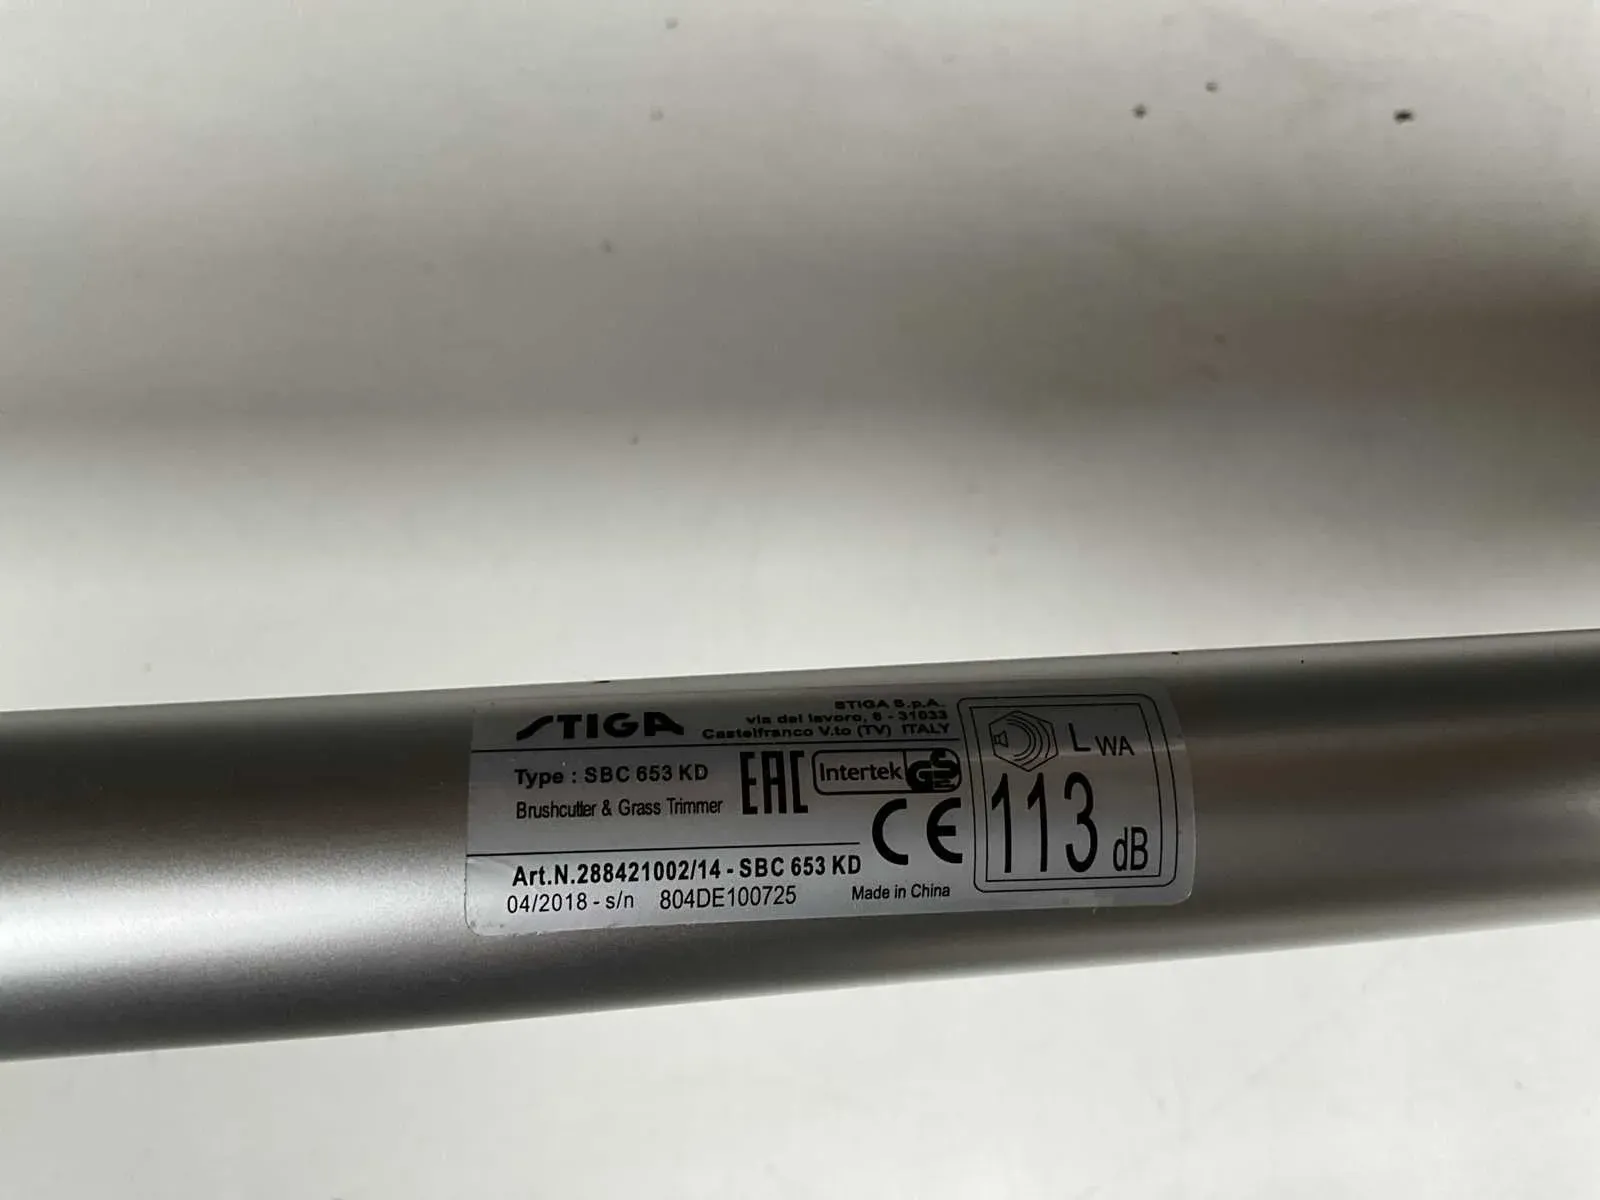 STIGA
STIGA S.p.A.
via del lavoro, 6 - 31033
Castelfranco V.to (TV) ITALY
Type : SBC 653 KD
Brushcutter & Grass Trimmer
EAC
Intertek
GS
CE
LWA
113 dB
Art.N.288421002/14 - SBC 653 KD
04/2018 - s/n 804DE100725
Made in China